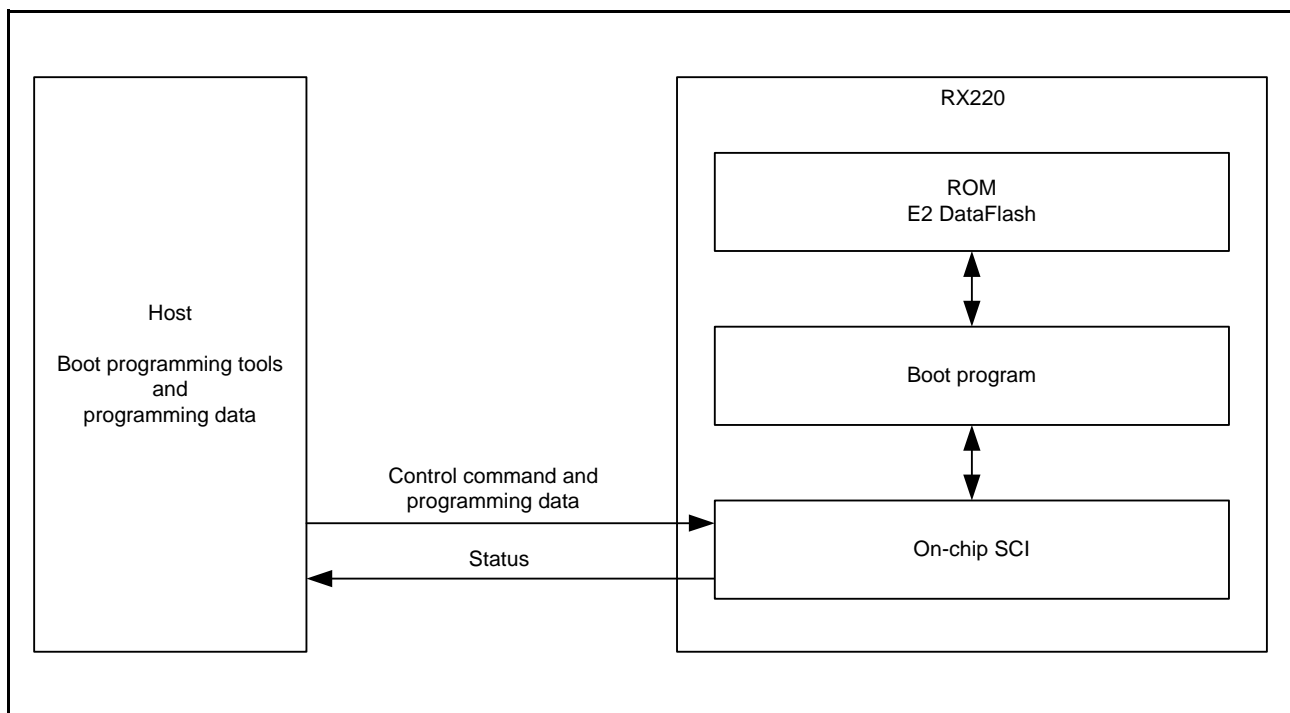 Host
Boot programming tools
and
programming data
Control command and
programming data
Status
RX220
ROM
E2 DataFlash
Boot program
On-chip SCI